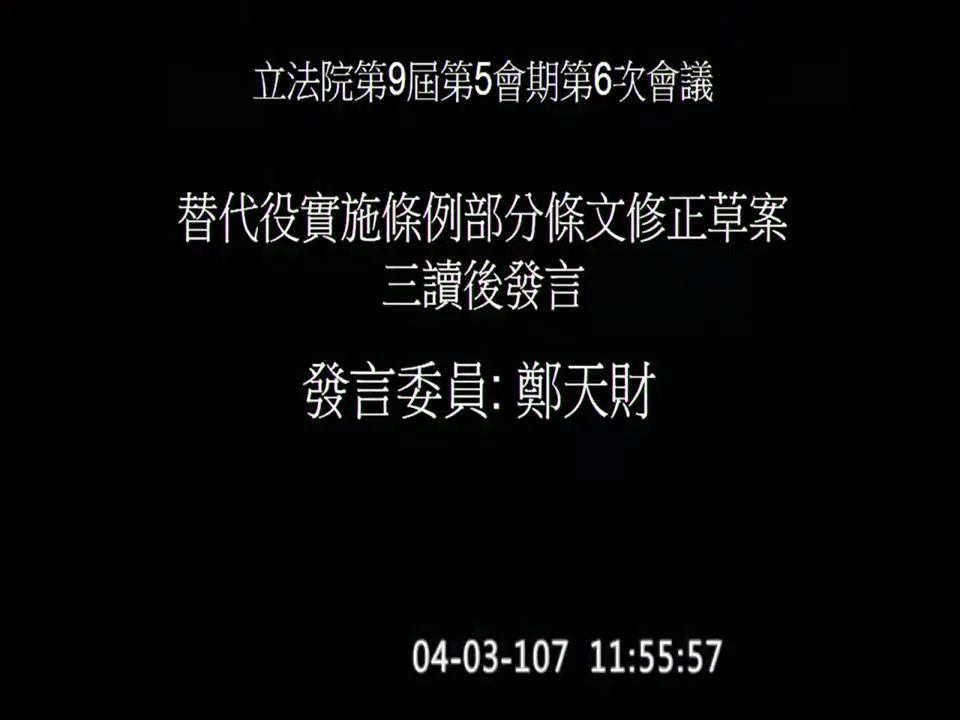 立法院第9屆第5會期第6次會議
替代役實施條例部分條文修正草案
三讀後發言
發言委員: 鄭天財
04-03-107 11:55:57